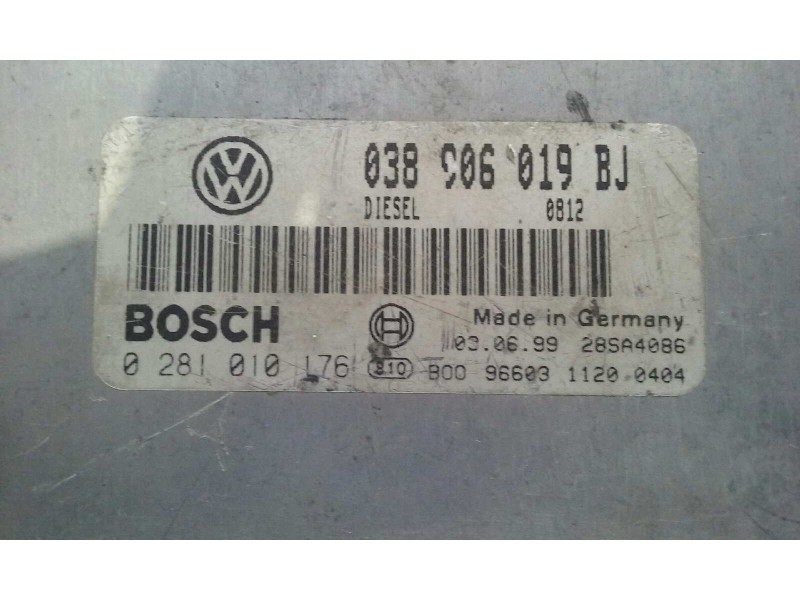 038 906 019 BJ
DIESEL 0812
BOSCH
Made in Germany
03.06.99 28SA4086
0 281 010 176 B00 96603 1120 0404